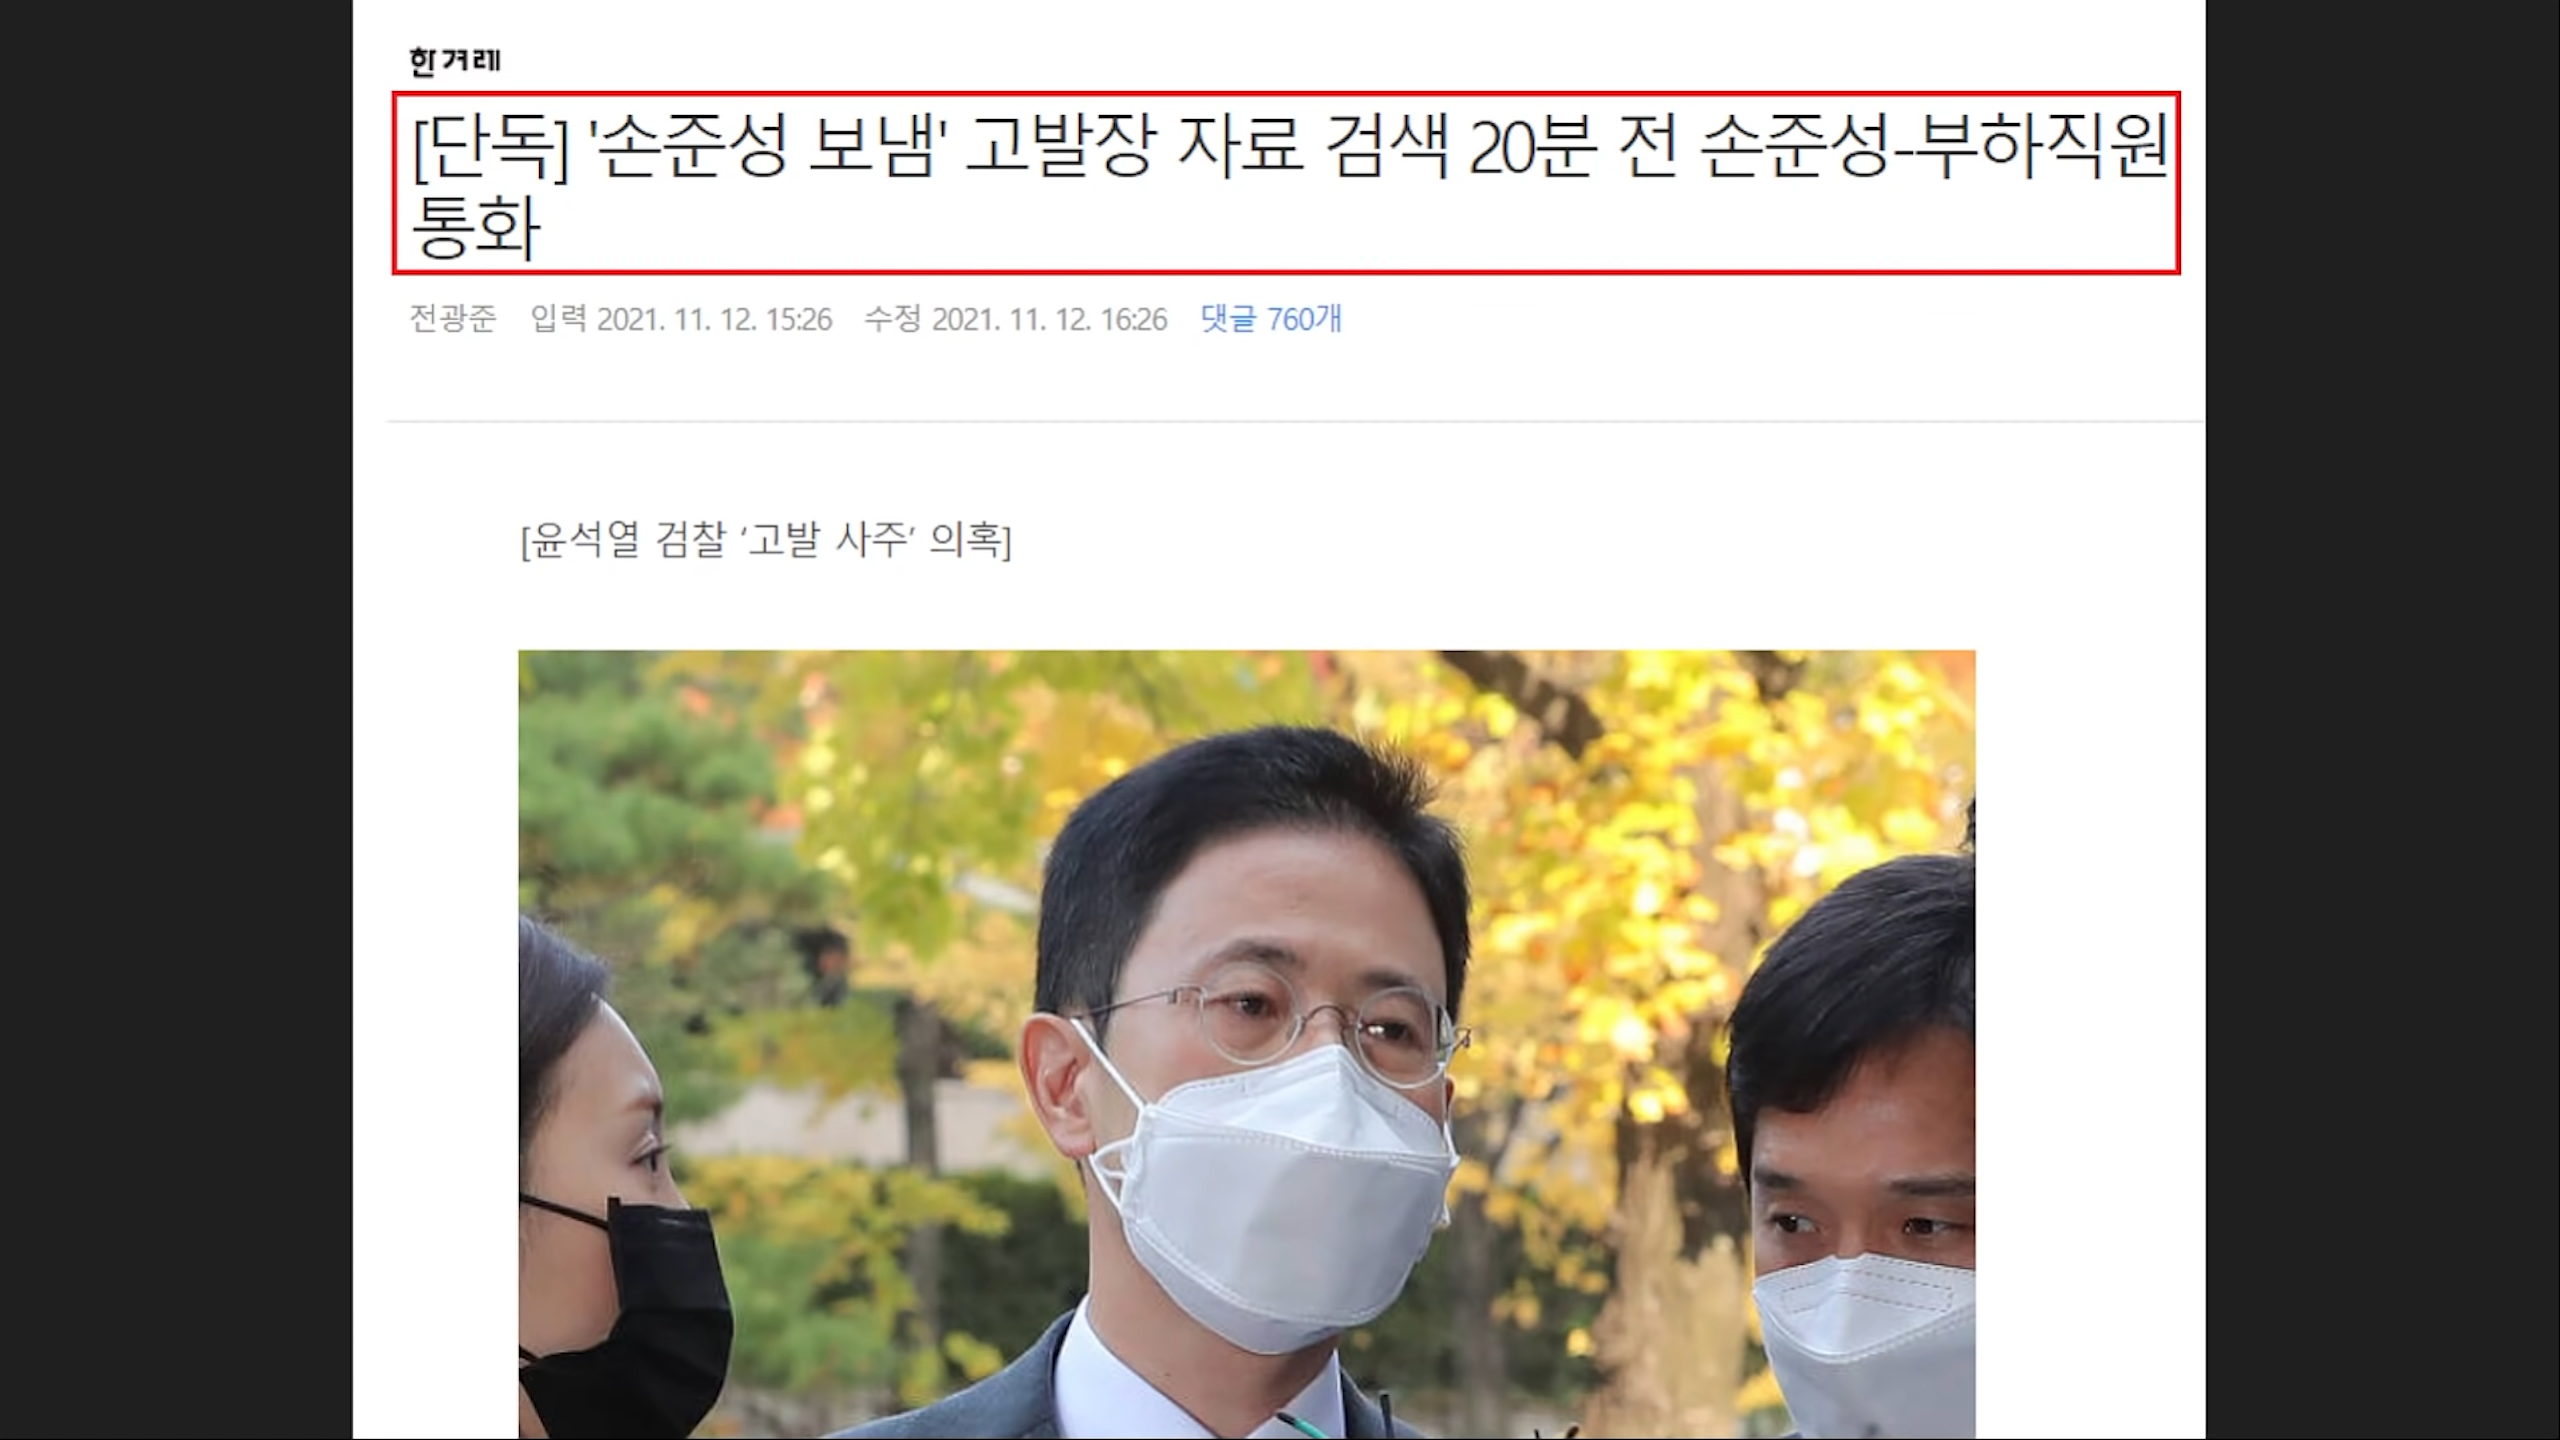 한겨레
[단독] '손준성 보냄' 고발장 자료 검색 20분 전 손준성-부하직원
통화
전광준 입력 2021. 11. 12. 15:26 수정 2021. 11. 12. 16:26 댓글 760개
[윤석열 검찰 ‘고발 사주’ 의혹]